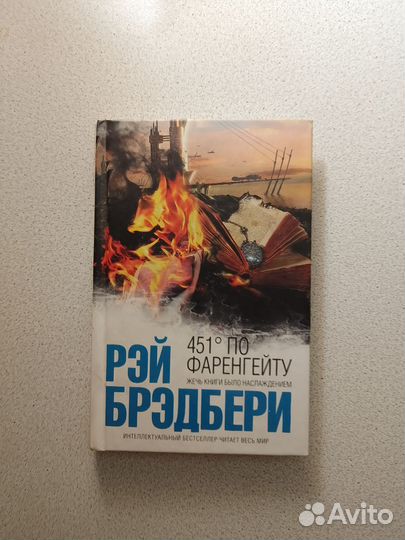 451° ПО
ФАРЕНГЕЙТУ
ЖЕЧЬ КНИГИ БЫЛО НАСЛАЖДЕНИЕМ
РЭЙ
БРЭДБЕРИ
ИНТЕЛЛЕКТУАЛЬНЫЙ БЕСТСЕЛЛЕР ЧИТАЕТ ВЕСЬ МИР
Avito